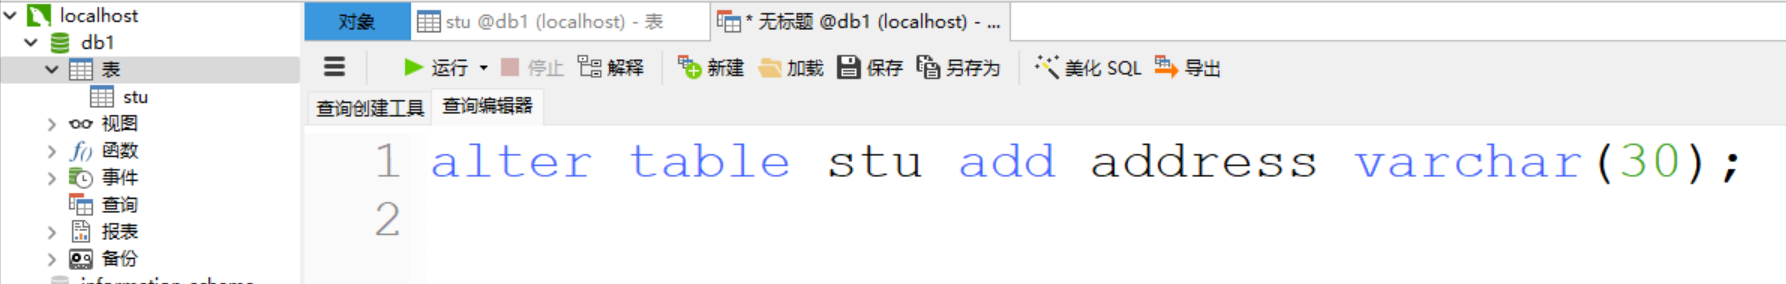 localhost
db1
表
stu
视图
函数
事件
查询
报表
备份
对象
stu @db1 (localhost) - 表
* 无标题 @db1 (localhost) - ...
运行 停止 解释 新建 加载 保存 另存为 美化 SQL 导出
查询创建工具 查询编辑器
1 alter table stu add address varchar(30);
2